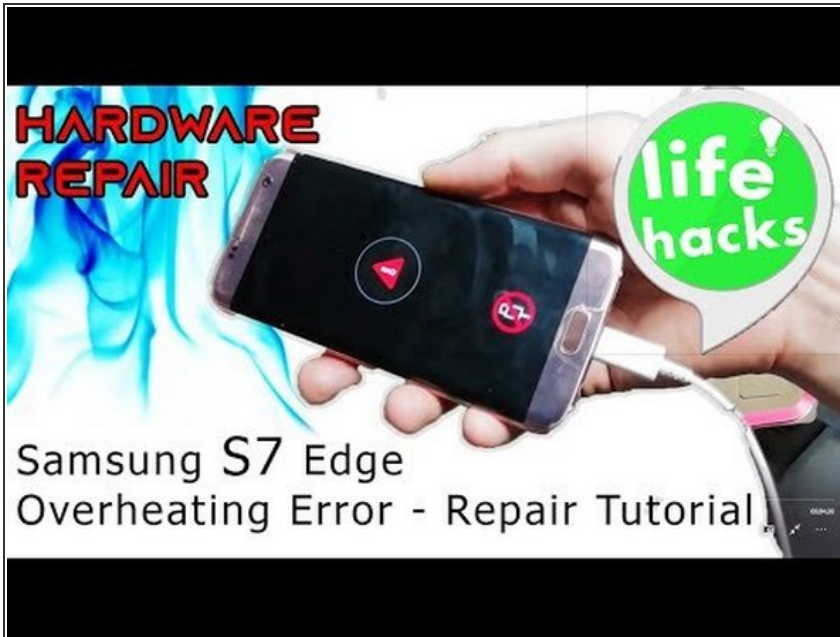 HARDWARE
REPAIR
life
hacks
Samsung S7 Edge
Overheating Error - Repair Tutorial